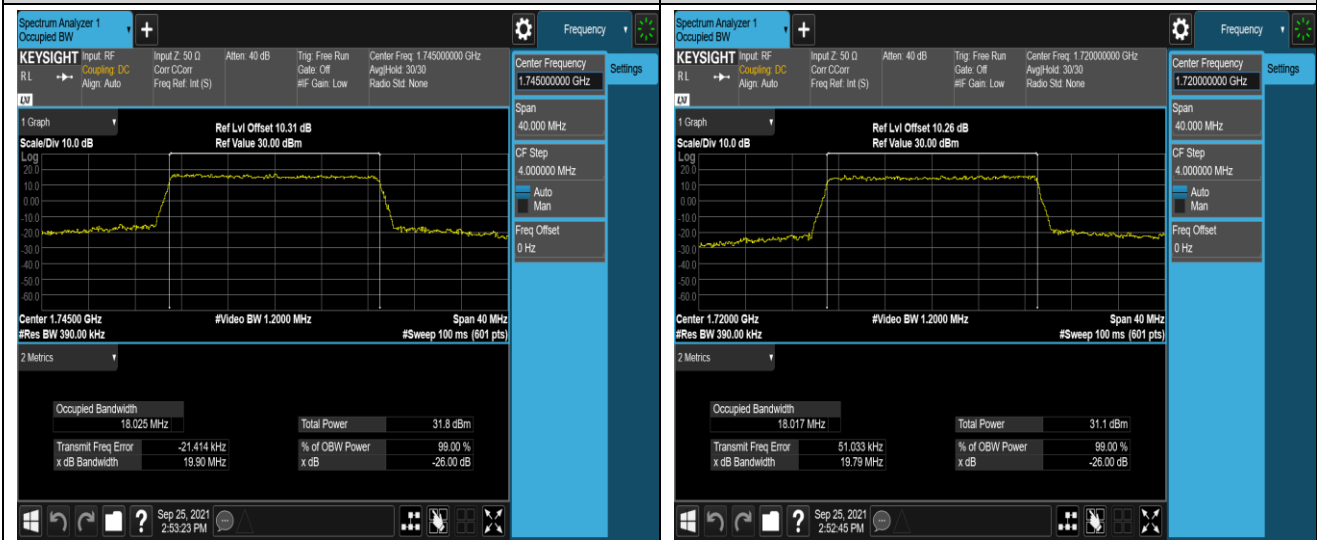 Spectrum Analyzer 1
Occupied BW
+
Frequency
KEYSIGHT
Input: RF
Coupling: DC
Align: Auto
Input Z: 50 Ω
Corr CCorr
Freq Ref: Int (S)
Atten: 40 dB
Trig: Free Run
Gate: Off
#IF Gain: Low
Center Freq: 1.745000000 GHz
Avg|Hold: 30/30
Radio Std: None
RL
LXI
Center Frequency
1.745000000 GHz
Settings
Span
40.000 MHz
CF Step
4.000000 MHz
Auto
Man
Freq Offset
0 Hz
1 Graph
Ref Lvl Offset 10.31 dB
Scale/Div 10.0 dB
Ref Value 30.00 dBm
Log
20.0
10.0
0.00
-10.0
-20.0
-30.0
-40.0
-50.0
-60.0
Center 1.74500 GHz
#Video BW 1.2000 MHz
Span 40 MHz
#Res BW 390.00 kHz
#Sweep 100 ms (601 pts)
2 Metrics
Occupied Bandwidth
18.025 MHz
Total Power 31.8 dBm
Transmit Freq Error -21.414 kHz
% of OBW Power 99.00 %
x dB Bandwidth 19.90 MHz
x dB -26.00 dB
?
Sep 25, 2021
2:53:23 PM
Spectrum Analyzer 1
Occupied BW
+
Frequency
KEYSIGHT
Input: RF
Coupling: DC
Align: Auto
Input Z: 50 Ω
Corr CCorr
Freq Ref: Int (S)
Atten: 40 dB
Trig: Free Run
Gate: Off
#IF Gain: Low
Center Freq: 1.720000000 GHz
Avg|Hold: 30/30
Radio Std: None
RL
LXI
Center Frequency
1.720000000 GHz
Settings
Span
40.000 MHz
CF Step
4.000000 MHz
Auto
Man
Freq Offset
0 Hz
1 Graph
Ref Lvl Offset 10.26 dB
Scale/Div 10.0 dB
Ref Value 30.00 dBm
Log
20.0
10.0
0.00
-10.0
-20.0
-30.0
-40.0
-50.0
-60.0
Center 1.72000 GHz
#Video BW 1.2000 MHz
Span 40 MHz
#Res BW 390.00 kHz
#Sweep 100 ms (601 pts)
2 Metrics
Occupied Bandwidth
18.017 MHz
Total Power 31.1 dBm
Transmit Freq Error 51.033 kHz
% of OBW Power 99.00 %
x dB Bandwidth 19.79 MHz
x dB -26.00 dB
?
Sep 25, 2021
2:52:45 PM